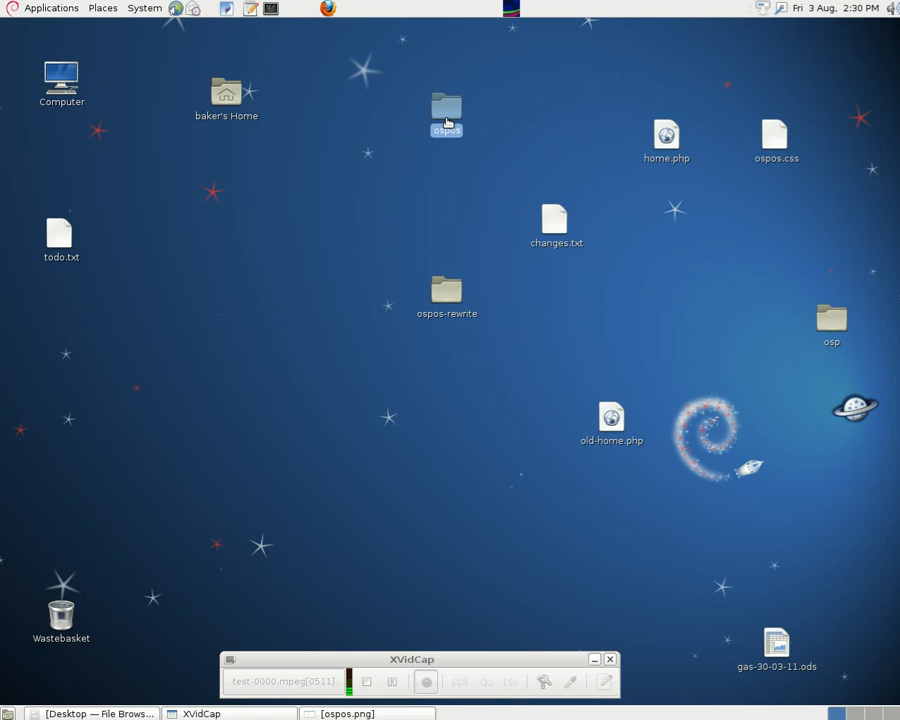 Applications Places System Fri 3 Aug, 2:30 PM
Computer
baker's Home
ospos
home.php
ospos.css
todo.txt
changes.txt
ospos-rewrite
osp
old-home.php
Wastebasket
gas-30-03-11.ods
XVidCap
test-0000.mpeg[0511]
[Desktop — File Brows... XVidCap [ospos.png]